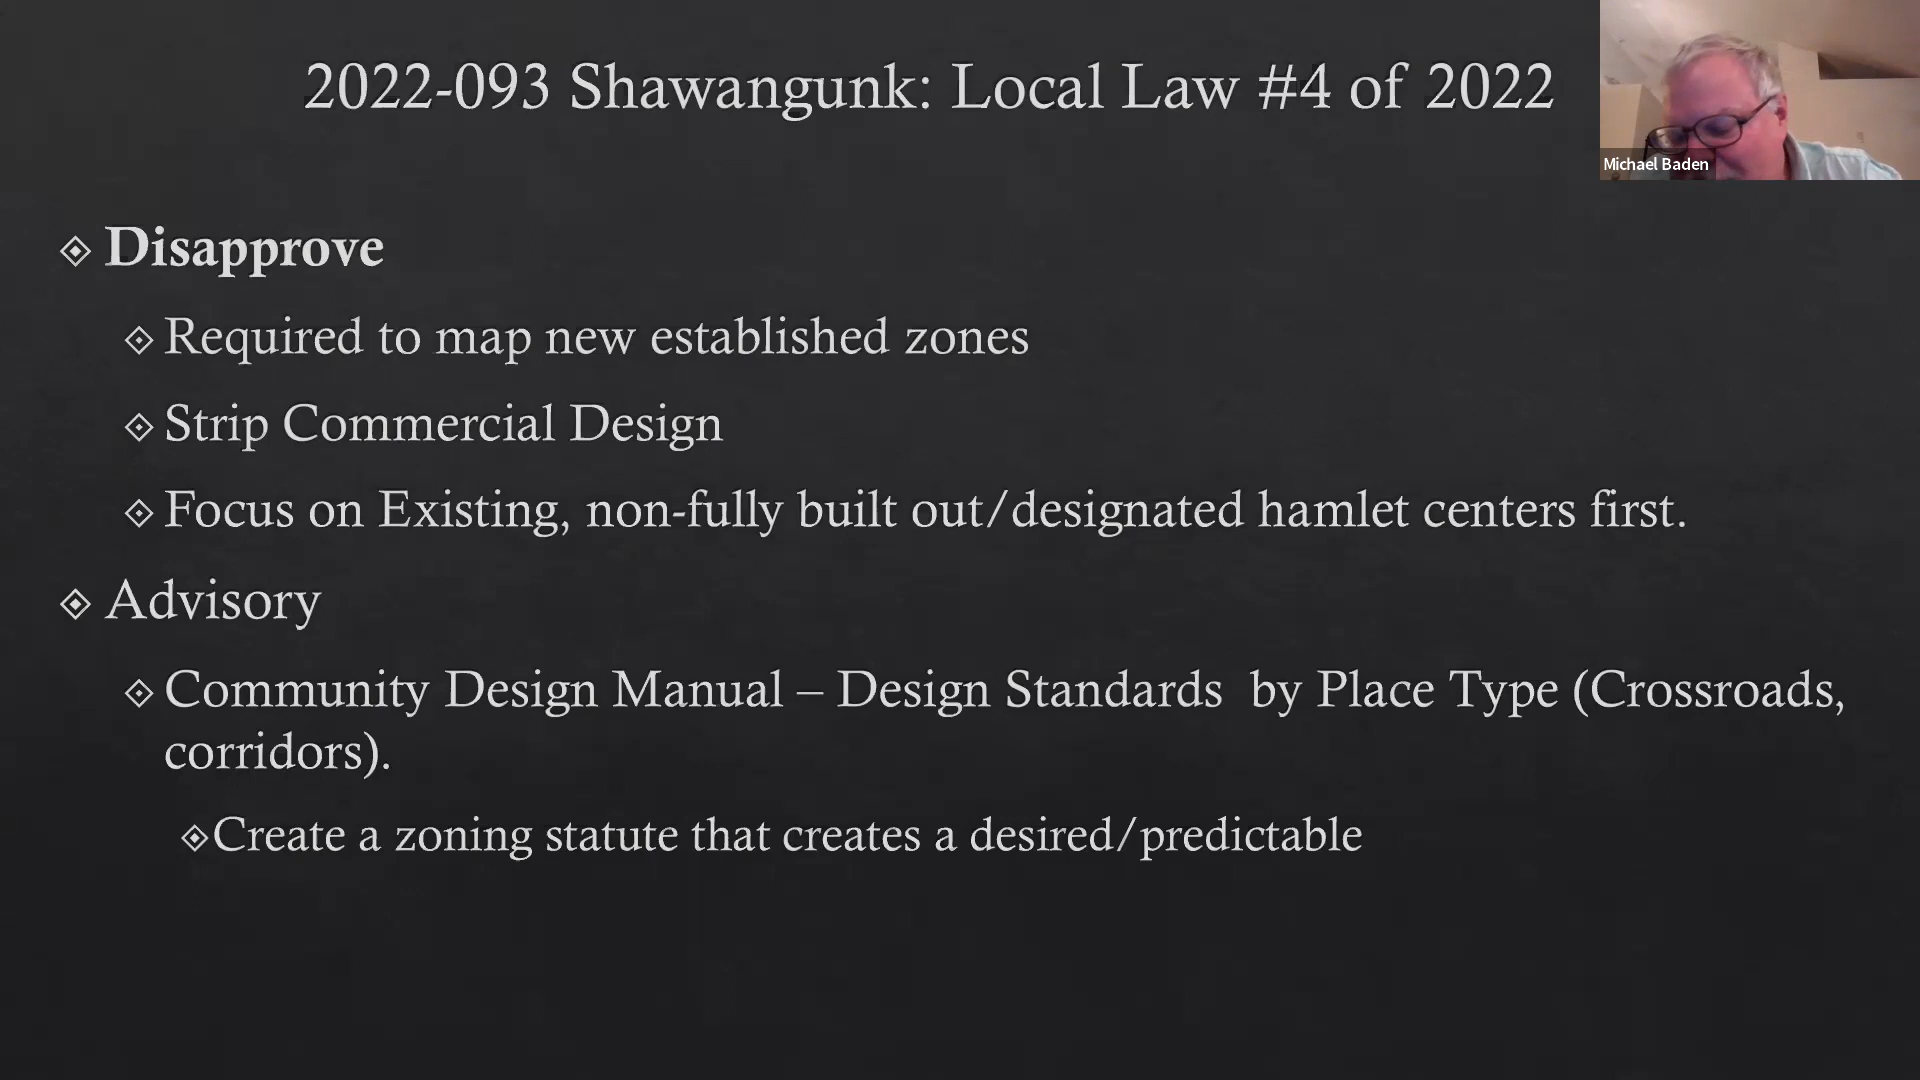 2022-093 Shawangunk: Local Law #4 of 2022
Michael Baden
Disapprove
Required to map new established zones
Strip Commercial Design
Focus on Existing, non-fully built out/designated hamlet centers first.
Advisory
Community Design Manual – Design Standards by Place Type (Crossroads,
corridors).
Create a zoning statute that creates a desired/predictable